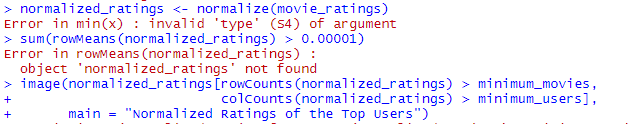 > normalized_ratings <- normalize(movie_ratings)
Error in min(x) : invalid 'type' (S4) of argument
> sum(rowMeans(normalized_ratings) > 0.00001)
Error in rowMeans(normalized_ratings) :
  object 'normalized_ratings' not found
> image(normalized_ratings[rowCounts(normalized_ratings) > minimum_movies,
+                          colCounts(normalized_ratings) > minimum_users],
+       main = "Normalized Ratings of the Top Users")